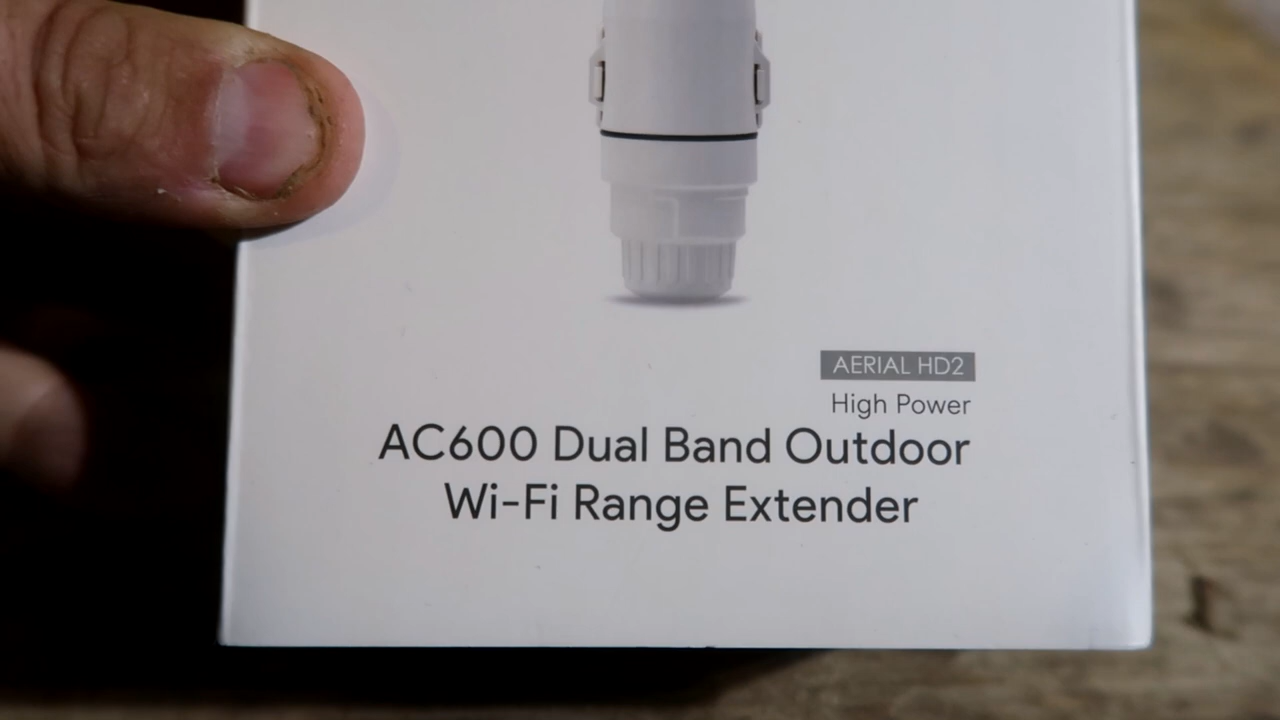 AERIAL HD2
High Power
AC600 Dual Band Outdoor
Wi-Fi Range Extender